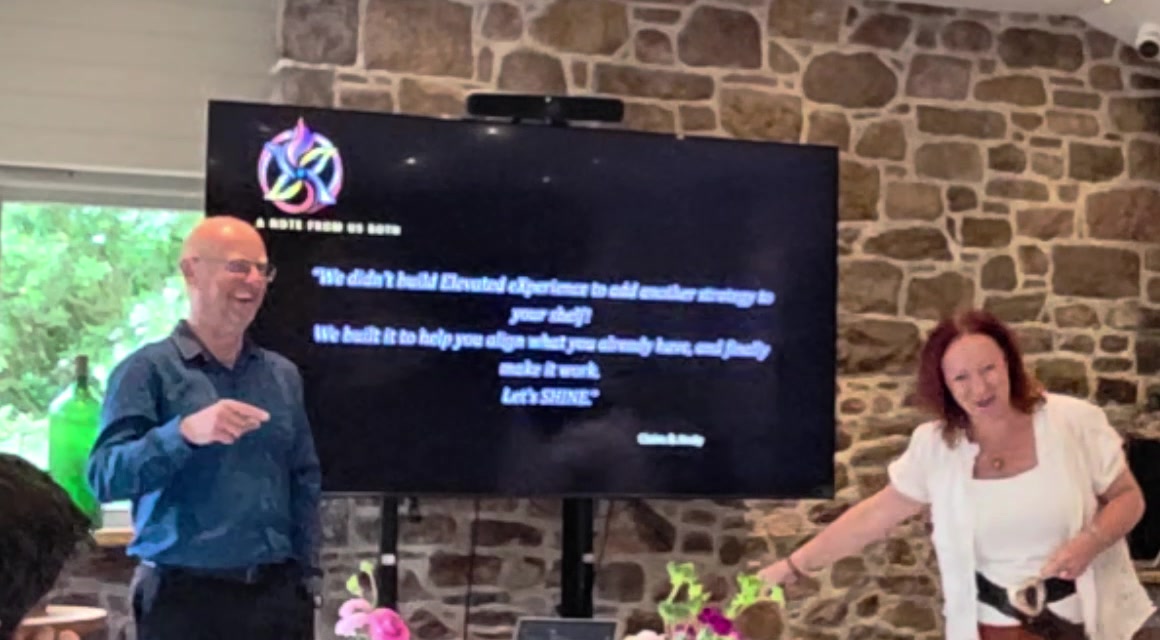 A NOTE FROM US BOTH
"We didn't build Elevated eXperience to add another strategy to
your shelf!
We built it to help you align what you already have, and finally
make it work.
Let's SHINE."